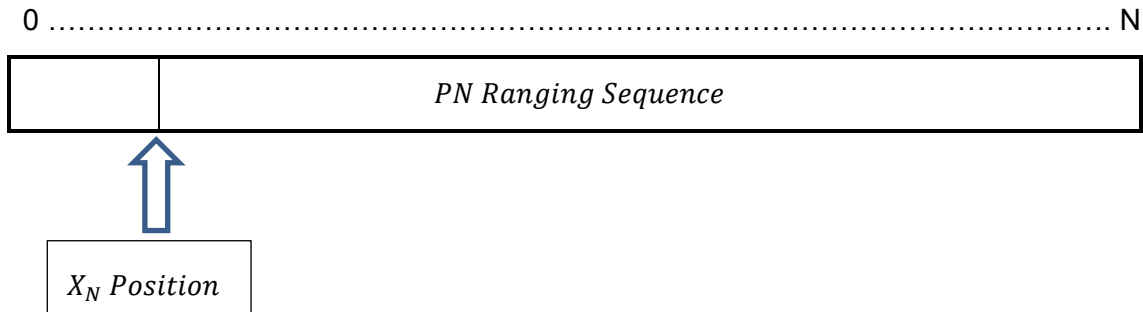 0 ………………………………………………………………………………………………….. N
PN Ranging Sequence
X_N Position